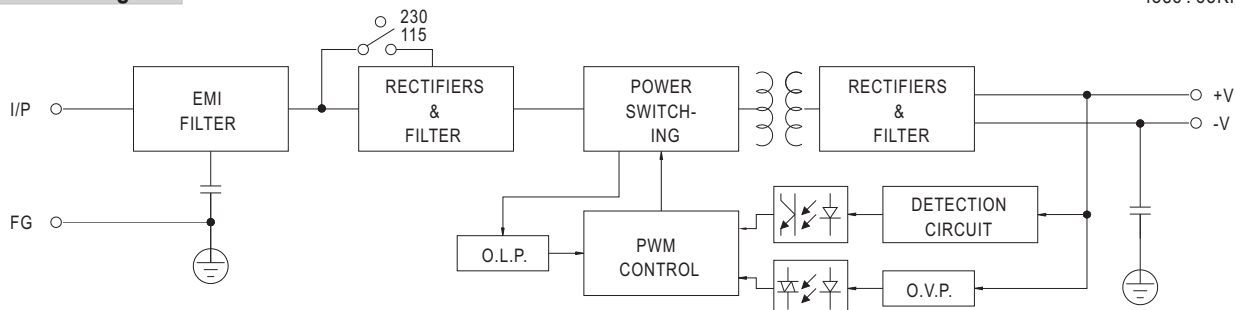 230
115
I/P
EMI
FILTER
RECTIFIERS
&
FILTER
POWER
SWITCH-
ING
RECTIFIERS
&
FILTER
+V
-V
FG
O.L.P.
PWM
CONTROL
DETECTION
CIRCUIT
O.V.P.